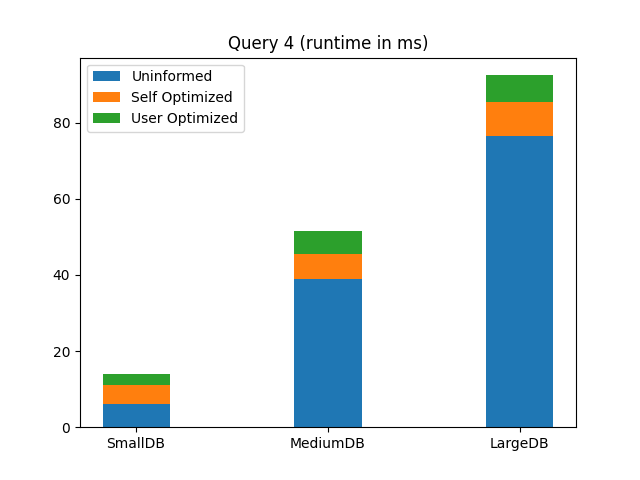 Query 4 (runtime in ms)
Uninformed
Self Optimized
User Optimized
80
60
40
20
0
SmallDB
MediumDB
LargeDB